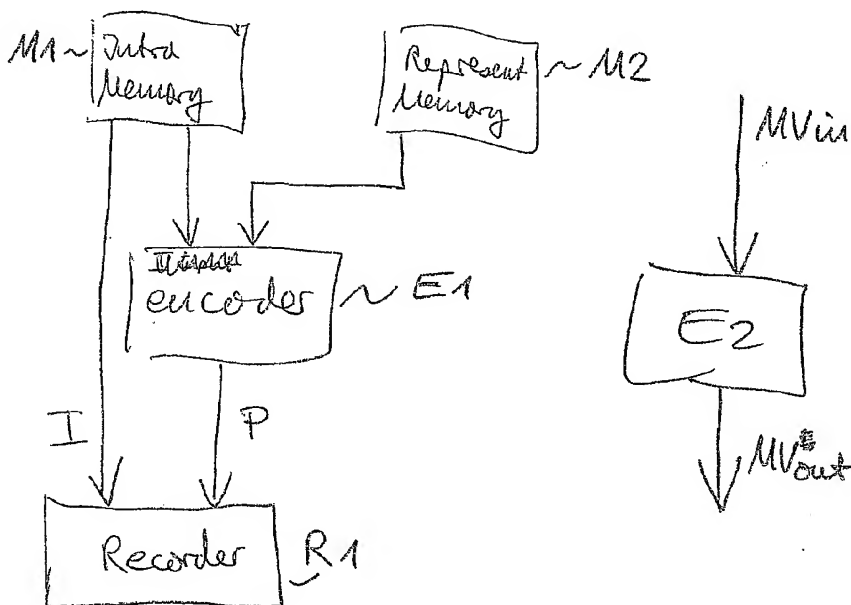 M1
Intra
Memory
Represent
Memory
M2
MVin
encoder
E1
E2
I
P
MVout
Recorder
R1